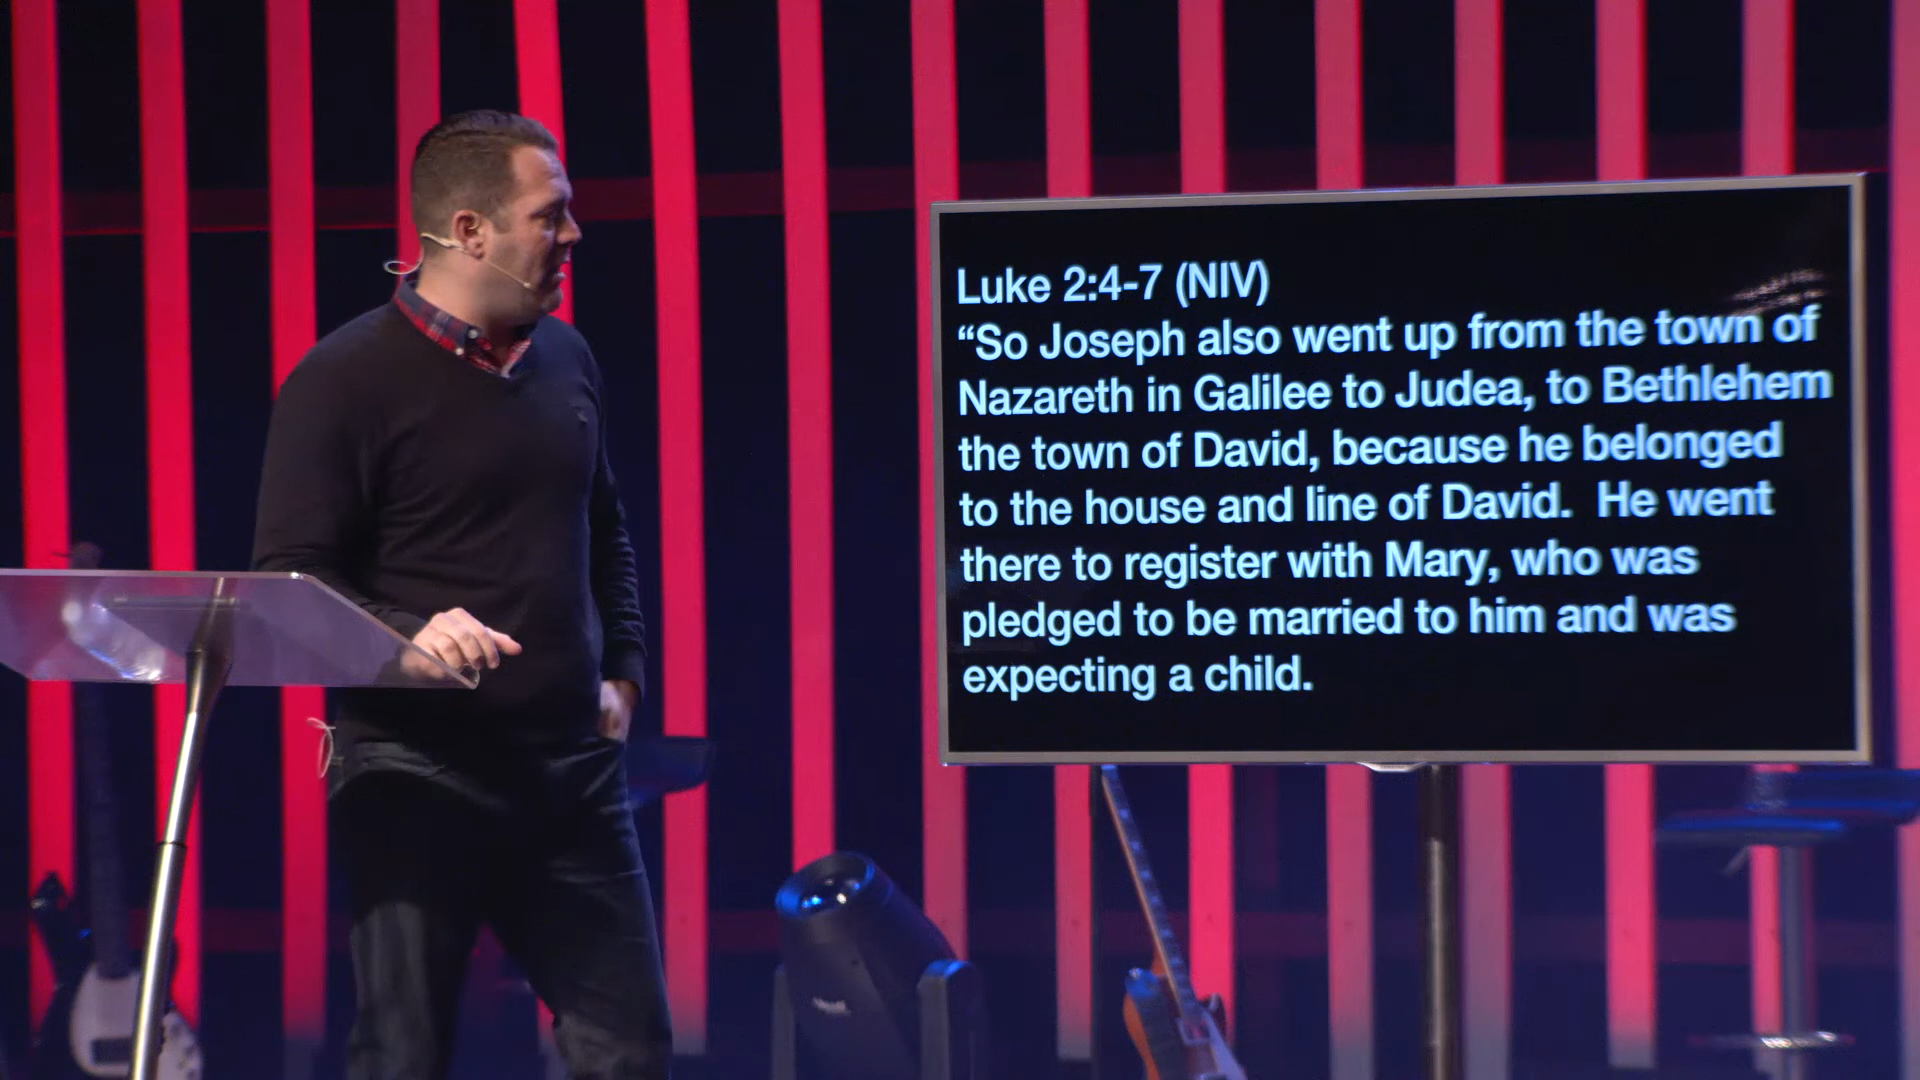 Luke 2:4-7 (NIV)
“So Joseph also went up from the town of
Nazareth in Galilee to Judea, to Bethlehem
the town of David, because he belonged
to the house and line of David.  He went
there to register with Mary, who was
pledged to be married to him and was
expecting a child.